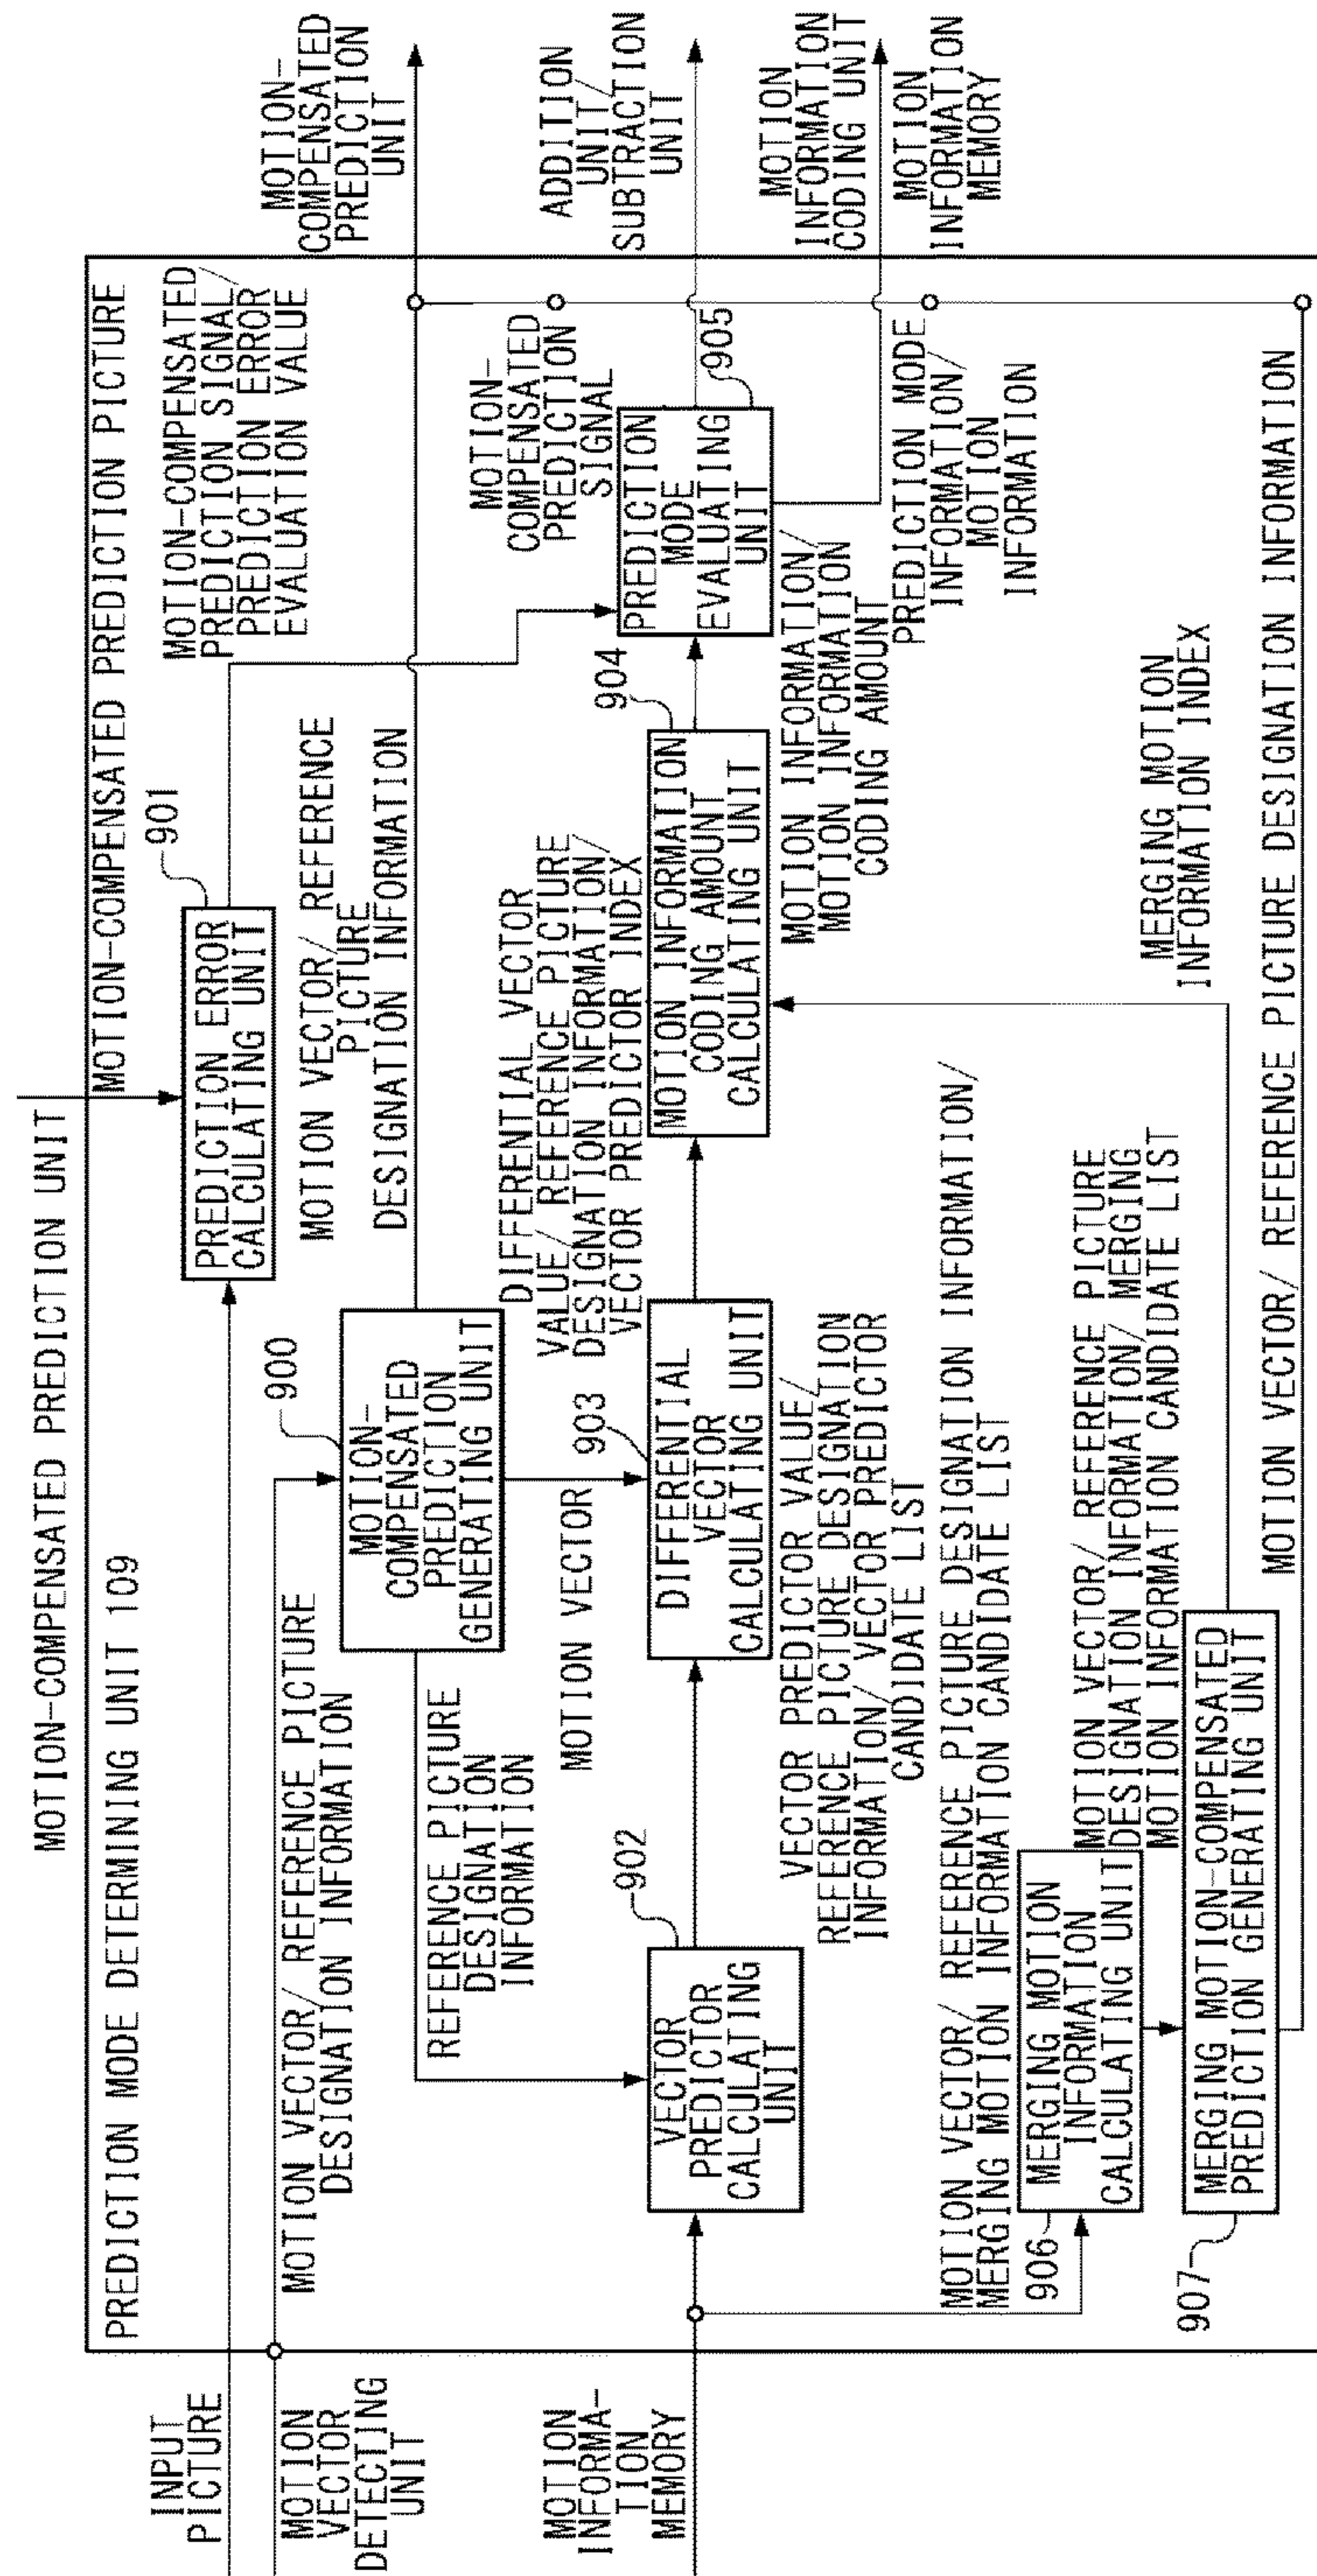 MOTION-COMPENSATED PREDICTION UNIT
PREDICTION MODE DETERMINING UNIT 109
MOTION-COMPENSATED PREDICTION PICTURE
INPUT
PICTURE
MOTION
VECTOR
DETECTING
UNIT
MOTION
INFORMA-
TION
MEMORY
MOTION VECTOR/ REFERENCE PICTURE
DESIGNATION INFORMATION
901
PREDICTION ERROR
CALCULATING UNIT
MOTION-COMPENSATED/
PREDICTION SIGNAL/
PREDICTION ERROR
EVALUATION VALUE
MOTION-
COMPENSATED
PREDICTION
UNIT
900
MOTION-
COMPENSATED
PREDICTION
GENERATING UNIT
MOTION VECTOR/ REFERENCE
PICTURE
DESIGNATION INFORMATION
REFERENCE PICTURE
DESIGNATION
INFORMATION
MOTION VECTOR
902
VECTOR
PREDICTOR
CALCULATING
UNIT
VECTOR PREDICTOR VALUE/
REFERENCE PICTURE DESIGNATION
INFORMATION/ VECTOR PREDICTOR
CANDIDATE LIST
903
DIFFERENTIAL
VECTOR
CALCULATING UNIT
DIFFERENTIAL VECTOR
VALUE/ REFERENCE PICTURE/
DESIGNATION INFORMATION/
VECTOR PREDICTOR INDEX
904
MOTION INFORMATION
CODING AMOUNT
CALCULATING UNIT
MOTION INFORMATION/
MOTION INFORMATION
CODING AMOUNT
MOTION-
COMPENSATED
PREDICTION
SIGNAL
905
PREDICTION
MODE
EVALUATING
UNIT
ADDITION
UNIT/
SUBTRACTION
UNIT
MOTION
INFORMATION
CODING UNIT
MOTION
INFORMATION
MEMORY
PREDICTION MODE
INFORMATION/
MOTION
INFORMATION
MOTION VECTOR/ REFERENCE PICTURE DESIGNATION INFORMATION/
MERGING MOTION INFORMATION CANDIDATE LIST
906
MERGING MOTION
INFORMATION
CALCULATING UNIT
MOTION VECTOR/ REFERENCE PICTURE
DESIGNATION INFORMATION/ MERGING
MOTION INFORMATION CANDIDATE LIST
907
MERGING MOTION-COMPENSATED
PREDICTION GENERATING UNIT
MERGING MOTION
INFORMATION INDEX
MOTION VECTOR/ REFERENCE PICTURE DESIGNATION INFORMATION